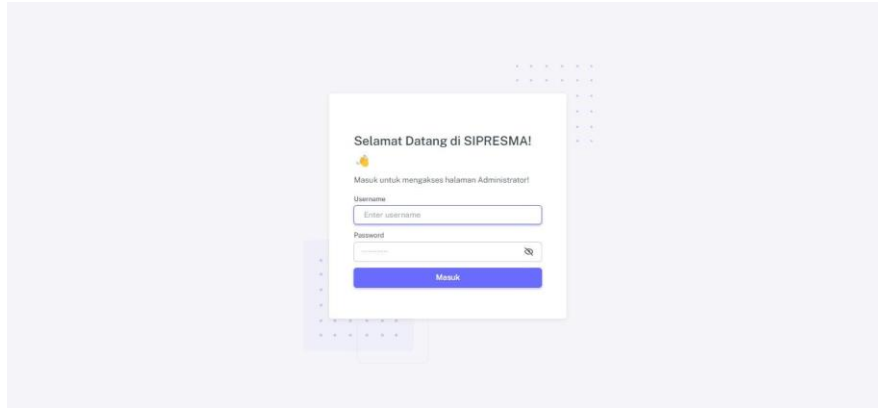 Selamat Datang di SIPRESMA!
Masuk untuk mengakses halaman Administrator!
Username
Enter username
Password
Masuk